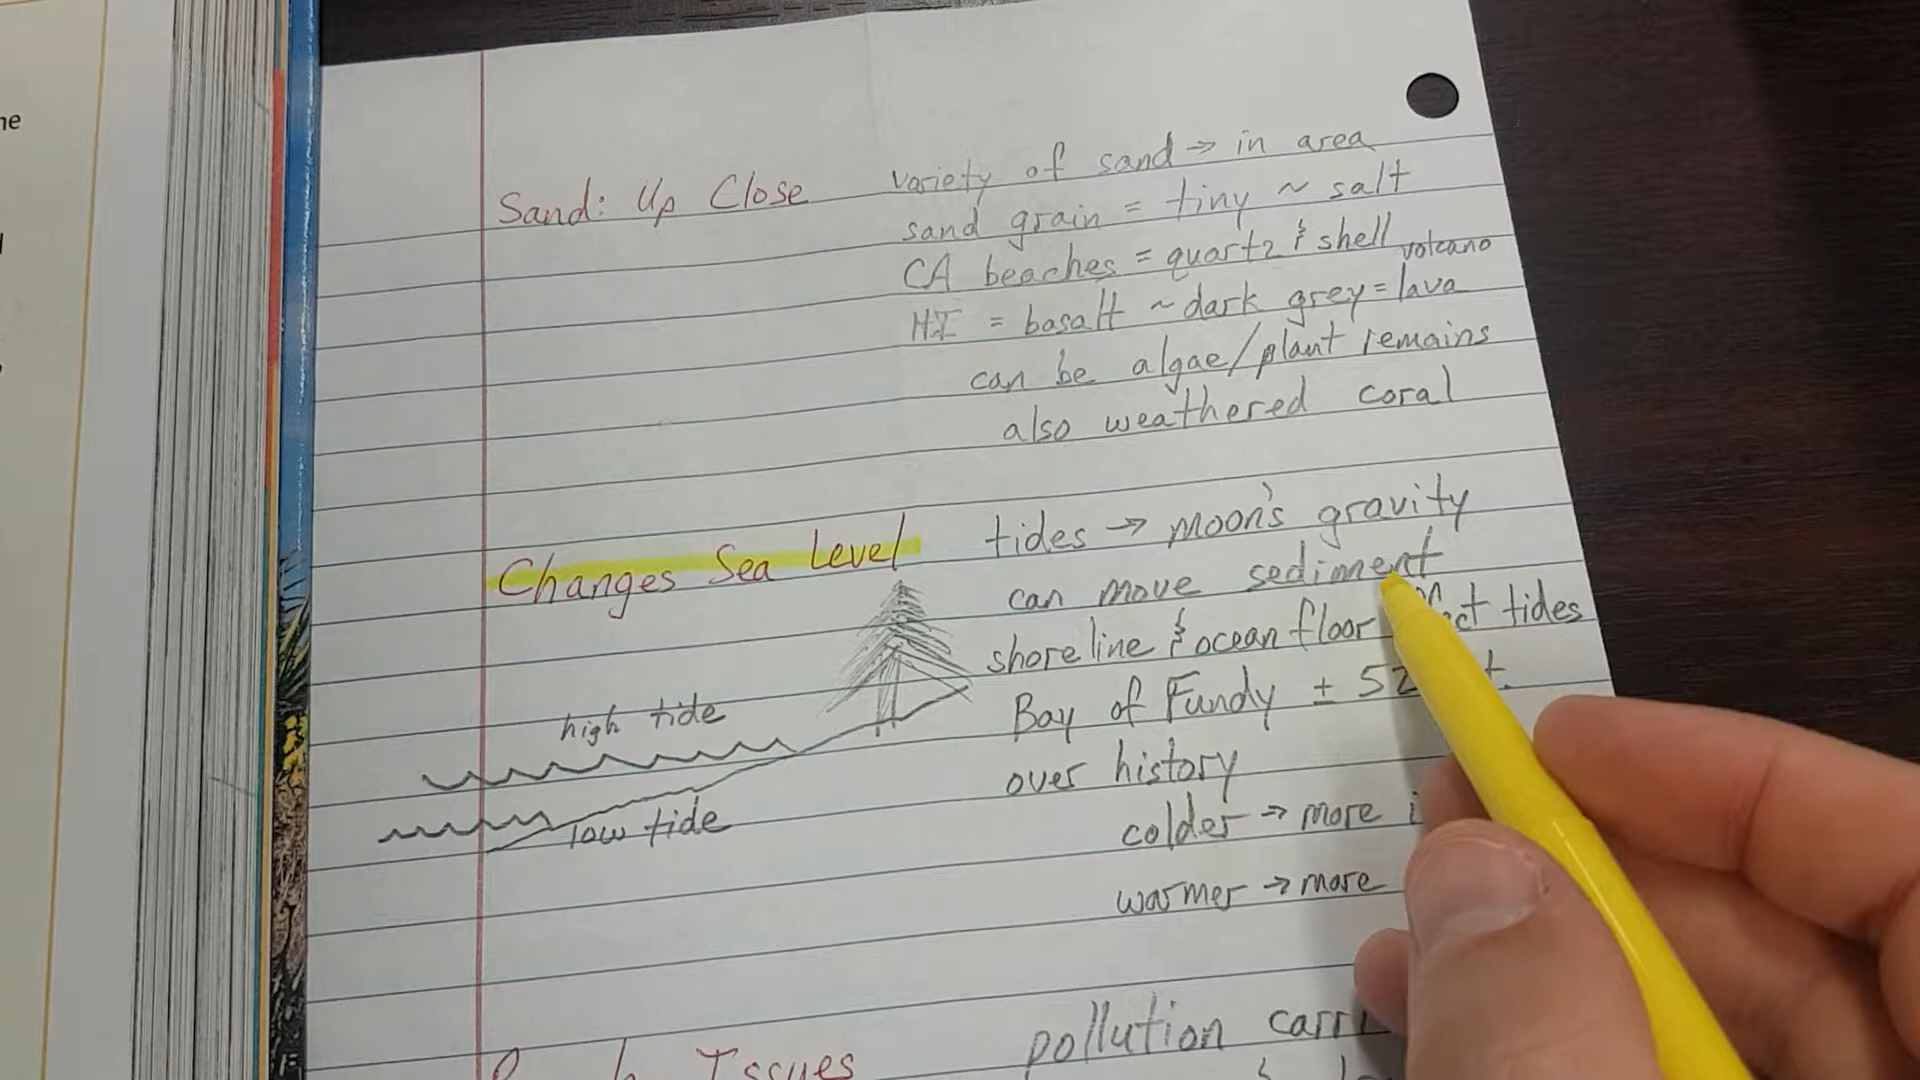 ne
Sand: Up Close
variety of sand → in area
sand grain = tiny ~ salt
CA beaches = quartz & shell
volcano
HI = basalt ~ dark grey = lava
can be algae/plant remains
also weathered coral
Changes Sea Level
tides → moon's gravity
can move sediment
shoreline & ocean floor tides
Bay of Fundy ±
over history
colder → more
warmer → more
high tide
low tide
Issues
pollution